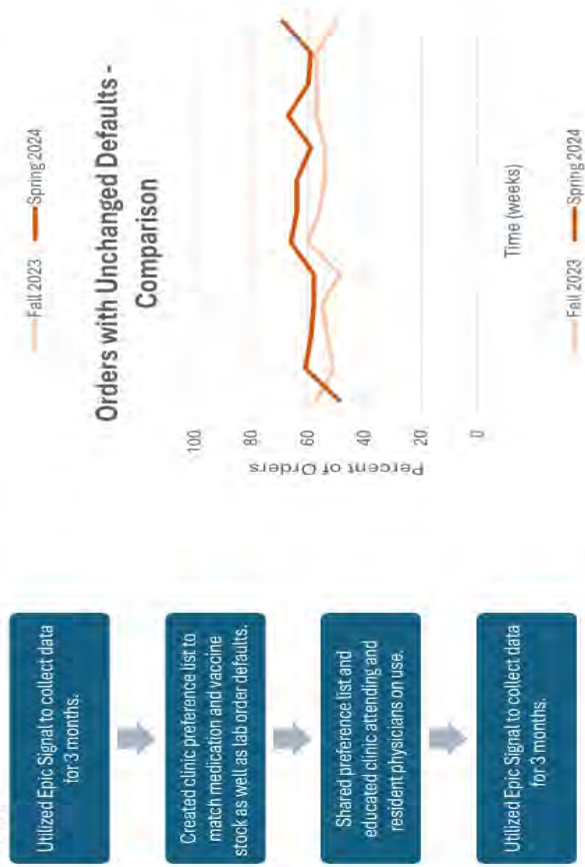 Utilized Epic Signal to collect data
for 3 months.
Created clinic preference list to
match medication and vaccine
stock as well as lab order defaults.
Shared preference list and
educated clinic attending and
resident physicians on use.
Utilized Epic Signal to collect data
for 3 months.
Fall 2023 Spring 2024
Orders with Unchanged Defaults -
Comparison
Percent of Orders
100
80
60
40
20
0
Time (weeks)
Fall 2023 Spring 2024